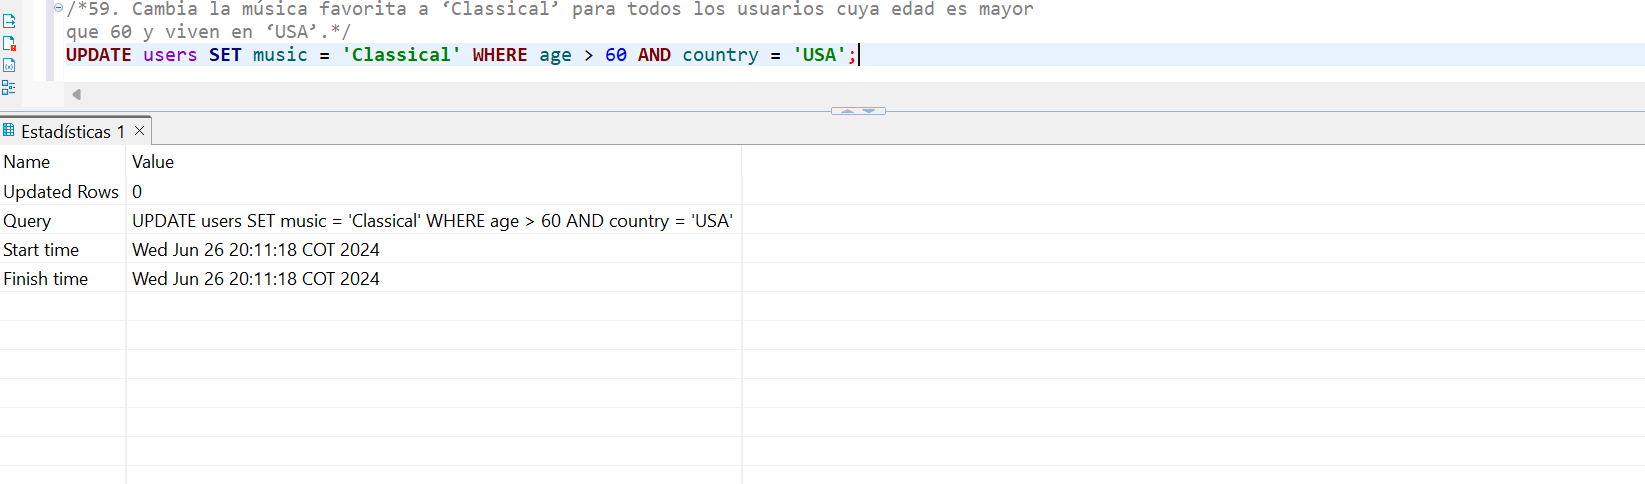 /*59. Cambia la música favorita a ‘Classical’ para todos los usuarios cuya edad es mayor
que 60 y viven en ‘USA’.*/
UPDATE users SET music = 'Classical' WHERE age > 60 AND country = 'USA';
Estadísticas 1
Name Value
Updated Rows 0
Query UPDATE users SET music = 'Classical' WHERE age > 60 AND country = 'USA'
Start time Wed Jun 26 20:11:18 COT 2024
Finish time Wed Jun 26 20:11:18 COT 2024